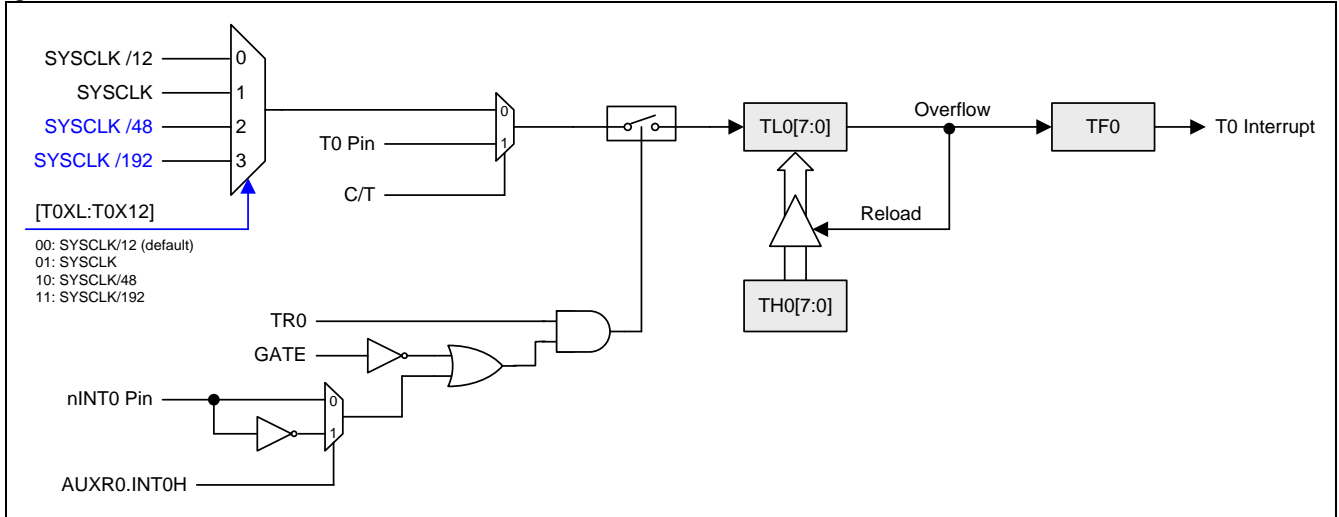 SYSCLK /12
SYSCLK
SYSCLK /48
SYSCLK /192
0
1
2
3
[T0XL:T0X12]
00: SYSCLK/12 (default)
01: SYSCLK
10: SYSCLK/48
11: SYSCLK/192
T0 Pin
C/T
0
1
TL0[7:0]
Overflow
TF0
T0 Interrupt
Reload
TH0[7:0]
TR0
GATE
nINT0 Pin
0
1
AUXR0.INT0H